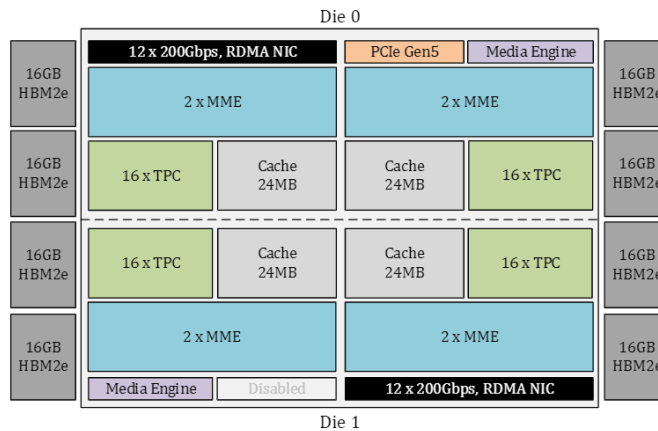 Die 0
12 x 200Gbps, RDMA NIC
PCIe Gen5
Media Engine
16GB
HBM2e
16GB
HBM2e
2 x MME
2 x MME
16GB
HBM2e
16 x TPC
Cache
24MB
Cache
24MB
16 x TPC
16GB
HBM2e
16GB
HBM2e
16 x TPC
Cache
24MB
Cache
24MB
16 x TPC
16GB
HBM2e
16GB
HBM2e
2 x MME
2 x MME
16GB
HBM2e
Media Engine
Disabled
12 x 200Gbps, RDMA NIC
Die 1